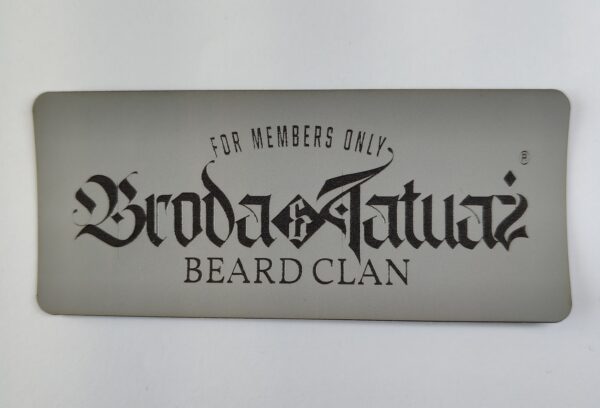 FOR MEMBERS ONLY
Broda & Tatuaż ®
BEARD CLAN